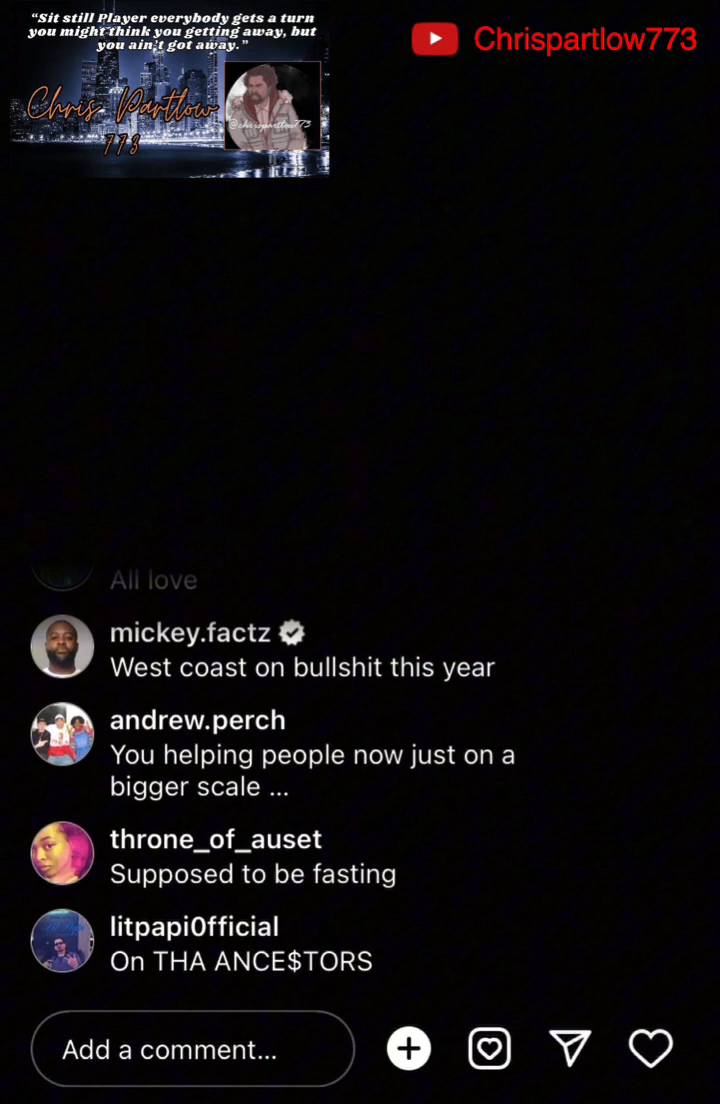 “Sit still Player everybody gets a turn
you might think you getting away, but
you ain't got away.”
Chris Partlow
773
@chrispartlow773
Chrispartlow773
All love
mickey.factz
West coast on bullshit this year
andrew.perch
You helping people now just on a
bigger scale ...
throne_of_auset
Supposed to be fasting
litpapi0fficial
On THA ANCE$TORS
Add a comment...